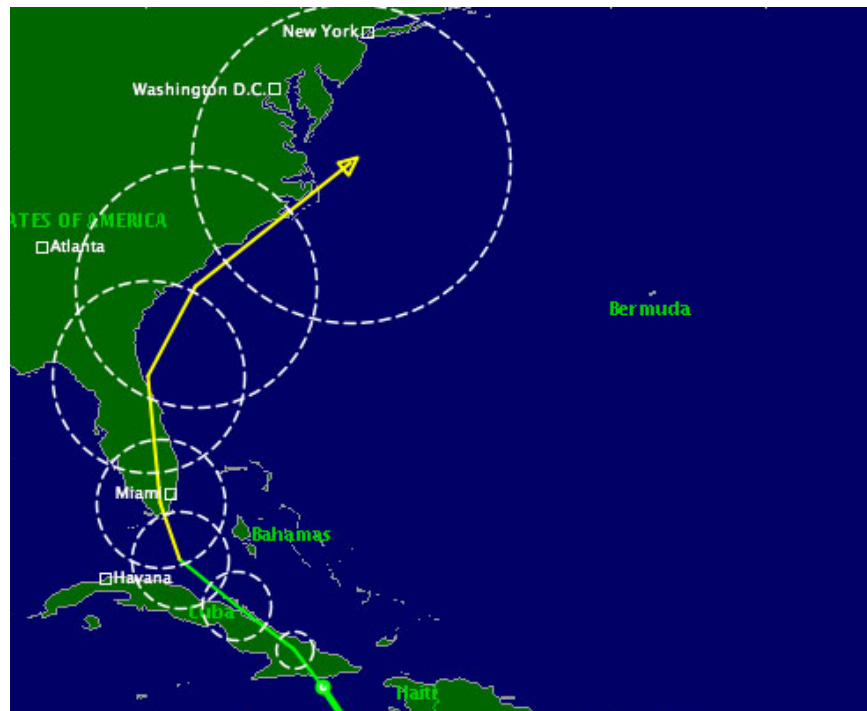 New York
Washington D.C.
ATES OF AMERICA
Atlanta
Bermuda
Miami
Bahamas
Havana
Cuba
Haiti